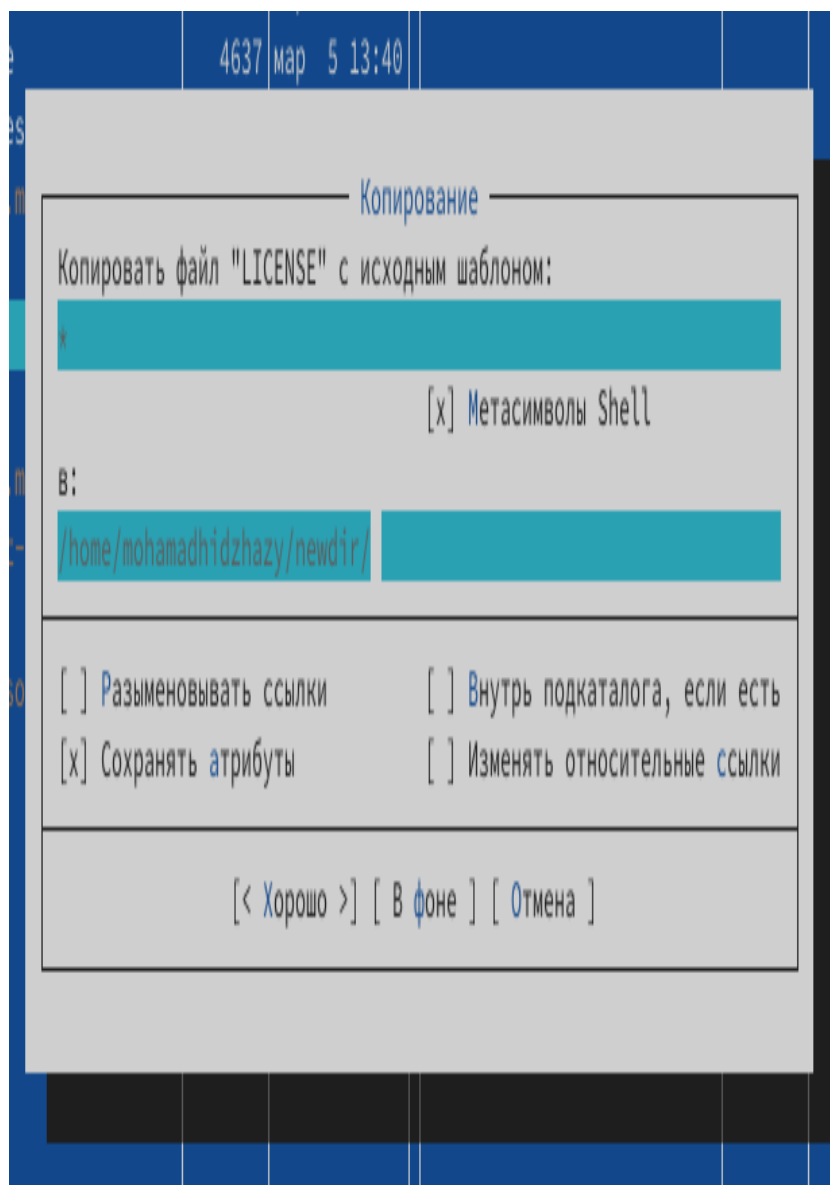 4637 мар 5 13:40
Копирование
Копировать файл "LICENSE" с исходным шаблоном:
*
[x] Метасимволы Shell
в:
/home/mohamadhidzhazy/newdir/
[ ] Разыменовывать ссылки [ ] Внутрь подкаталога, если есть
[x] Сохранять атрибуты [ ] Изменять относительные ссылки
[< Хорошо >] [ В фоне ] [ Отмена ]